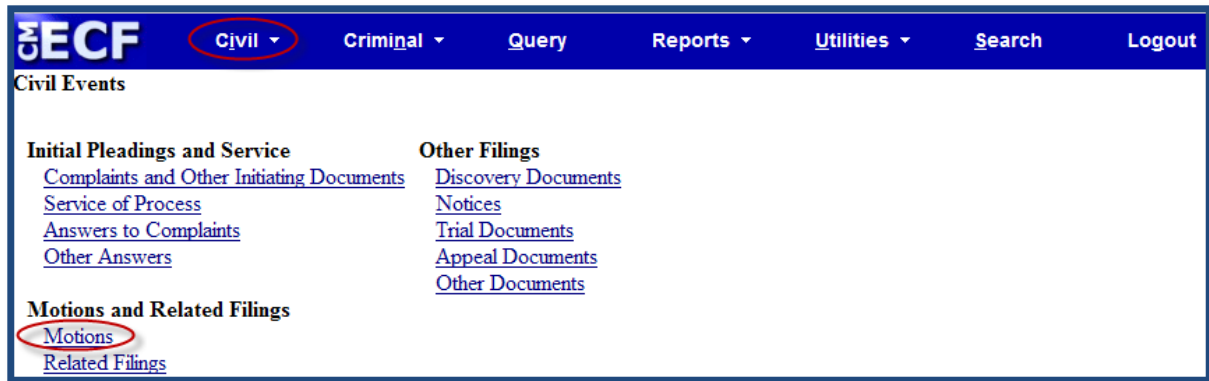 CM ECF Civil Criminal Query Reports Utilities Search Logout
Civil Events
Initial Pleadings and Service
Complaints and Other Initiating Documents
Service of Process
Answers to Complaints
Other Answers
Motions and Related Filings
Motions
Related Filings
Other Filings
Discovery Documents
Notices
Trial Documents
Appeal Documents
Other Documents